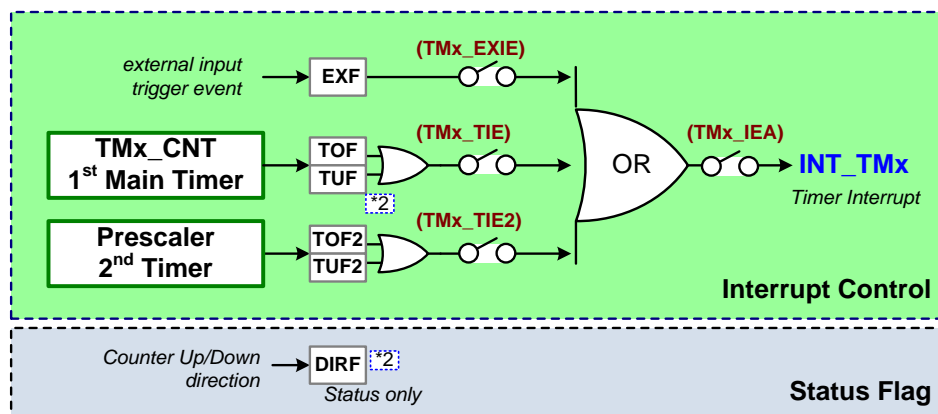 external input
trigger event
EXF
(TMx_EXIE)
TMx_CNT
1st Main Timer
TOF
TUF
*2
(TMx_TIE)
OR
(TMx_IEA)
INT_TMx
Timer Interrupt
Prescaler
2nd Timer
TOF2
TUF2
(TMx_TIE2)
Interrupt Control
Counter Up/Down
direction
DIRF
*2
Status only
Status Flag